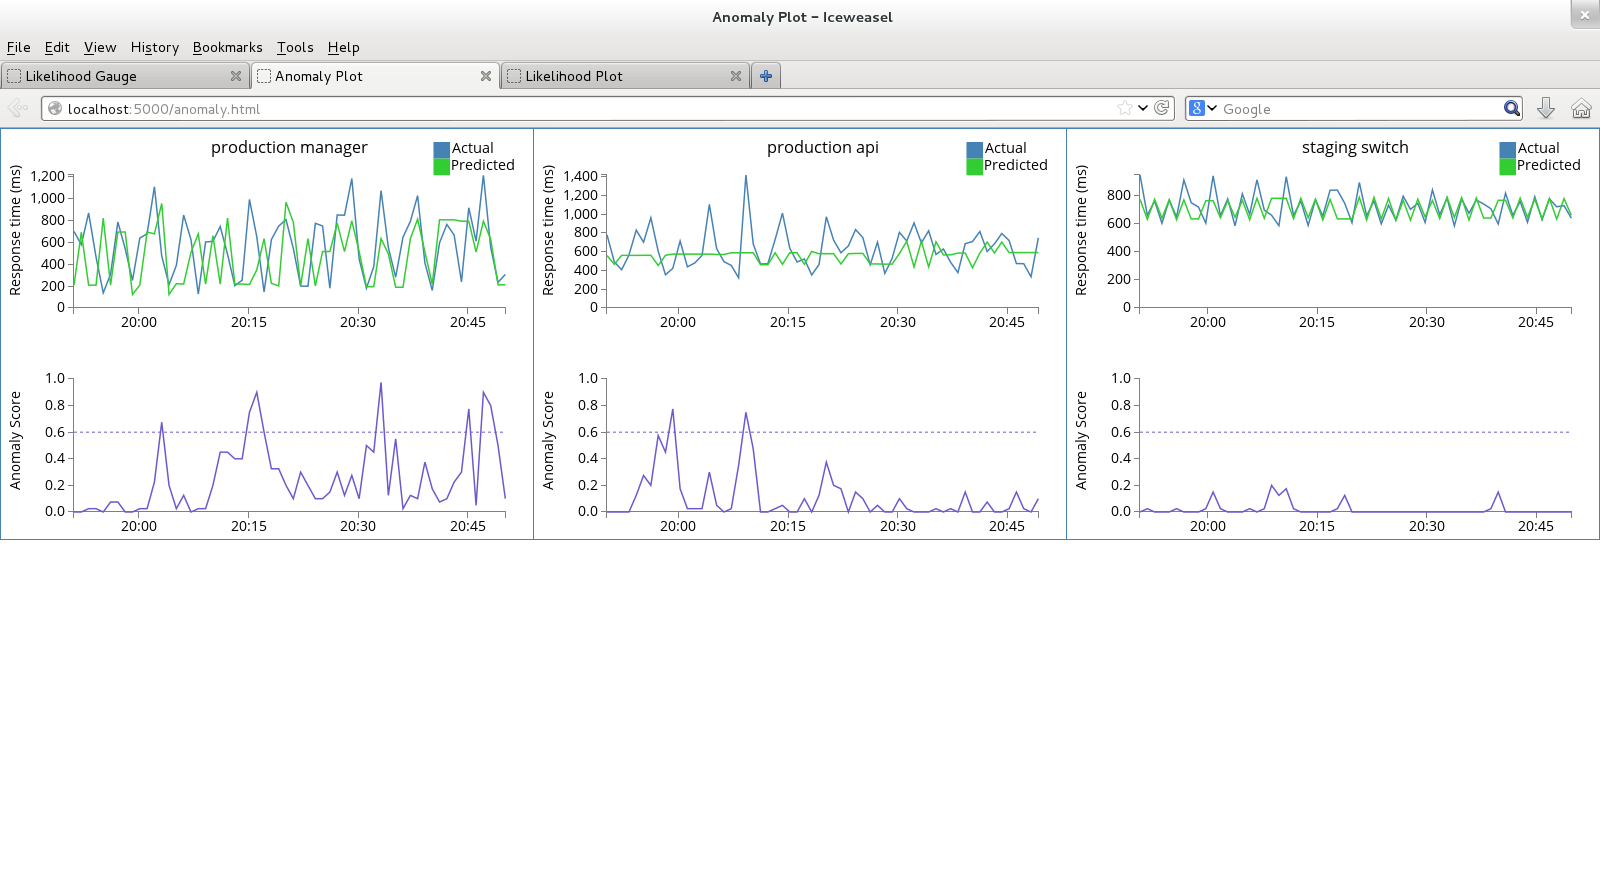 Anomaly Plot - Iceweasel
File Edit View History Bookmarks Tools Help
Likelihood Gauge Anomaly Plot Likelihood Plot
localhost:5000/anomaly.html Google
production manager
Actual
Predicted
Response time (ms)
1,200
1,000
800
600
400
200
0
20:00 20:15 20:30 20:45
Anomaly Score
1.0
0.8
0.6
0.4
0.2
0.0
20:00 20:15 20:30 20:45
production api
Actual
Predicted
Response time (ms)
1,400
1,200
1,000
800
600
400
200
0
20:00 20:15 20:30 20:45
Anomaly Score
1.0
0.8
0.6
0.4
0.2
0.0
20:00 20:15 20:30 20:45
staging switch
Actual
Predicted
Response time (ms)
800
600
400
200
0
20:00 20:15 20:30 20:45
Anomaly Score
1.0
0.8
0.6
0.4
0.2
0.0
20:00 20:15 20:30 20:45